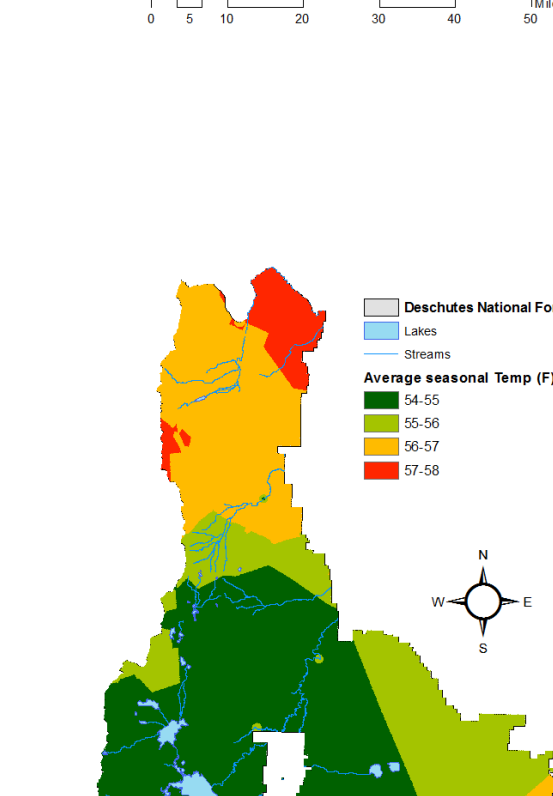 Mil
0 5 10 20 30 40 50
Deschutes National Fo
Lakes
Streams
Average seasonal Temp (F)
54-55
55-56
56-57
57-58
N
W E
S